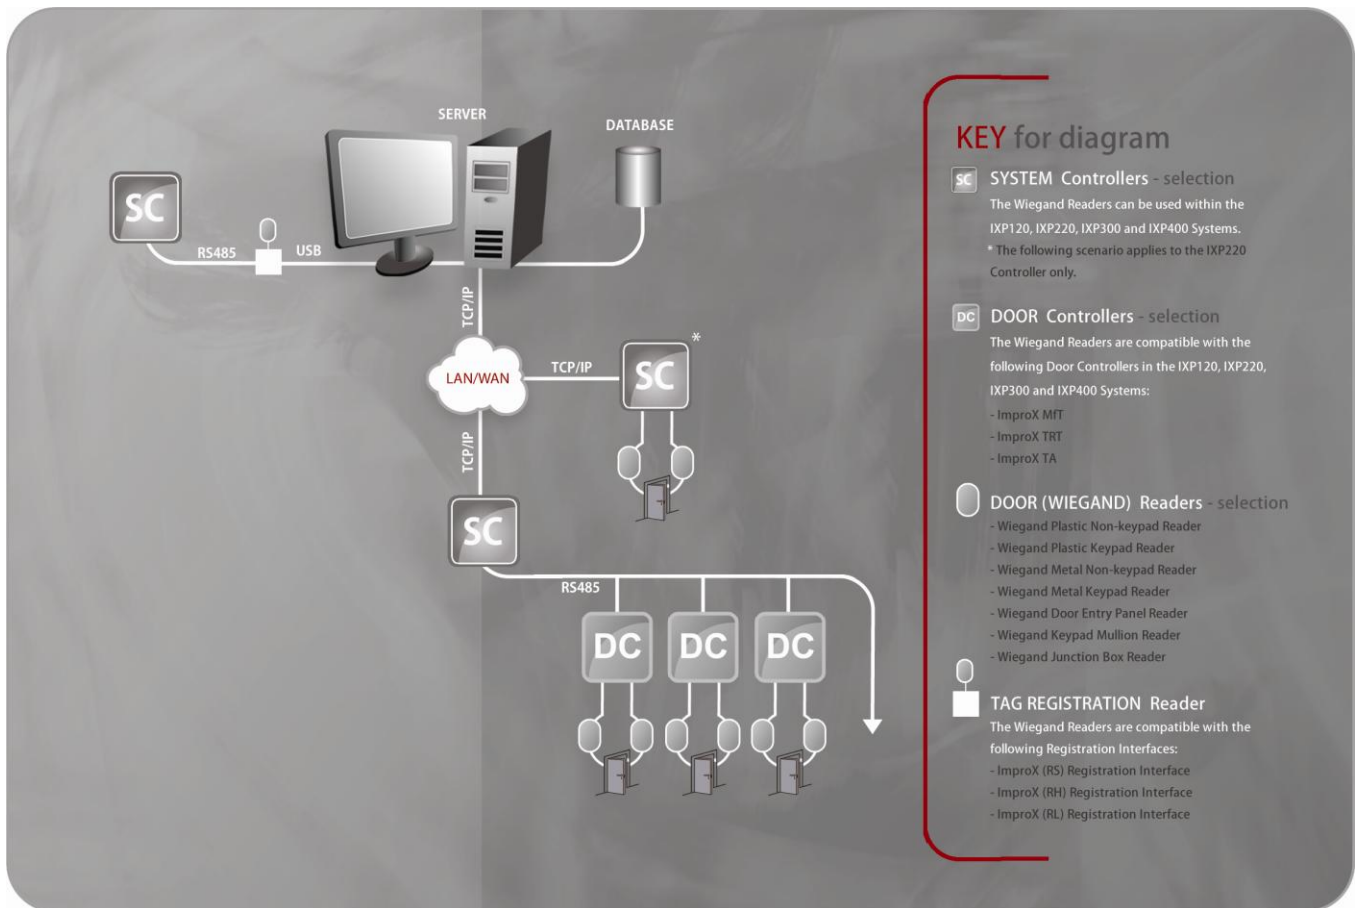 SERVER
DATABASE
SC
RS485
USB
TCP/IP
LAN/WAN
TCP/IP
SC
*
TCP/IP
SC
RS485
DC
DC
DC
KEY for diagram
SC
SYSTEM Controllers - selection
The Wiegand Readers can be used within the
IXP120, IXP220, IXP300 and IXP400 Systems.
* The following scenario applies to the IXP220
Controller only.
DC
DOOR Controllers - selection
The Wiegand Readers are compatible with the
following Door Controllers in the IXP120, IXP220,
IXP300 and IXP400 Systems:
- ImproX MfT
- ImproX TRT
- ImproX TA
DOOR (WIEGAND) Readers - selection
- Wiegand Plastic Non-keypad Reader
- Wiegand Plastic Keypad Reader
- Wiegand Metal Non-keypad Reader
- Wiegand Metal Keypad Reader
- Wiegand Door Entry Panel Reader
- Wiegand Keypad Mullion Reader
- Wiegand Junction Box Reader
TAG REGISTRATION Reader
The Wiegand Readers are compatible with the
following Registration Interfaces:
- ImproX (RS) Registration Interface
- ImproX (RH) Registration Interface
- ImproX (RL) Registration Interface